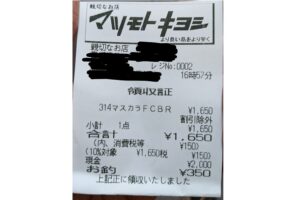 親切なお店
マツモトキヨシ
より良い品をより安く
親切なお店
レジNo:0002
16時57分
領収証
314マスカラFCBR ¥1,650
割引除外
小計 1点 ¥1,650
合計 ¥1,650
(内、消費税等 ¥150)
(10%対象 ¥1,650税 ¥150)
現金 ¥2,000
お釣 ¥350
上記正に領収いたしました